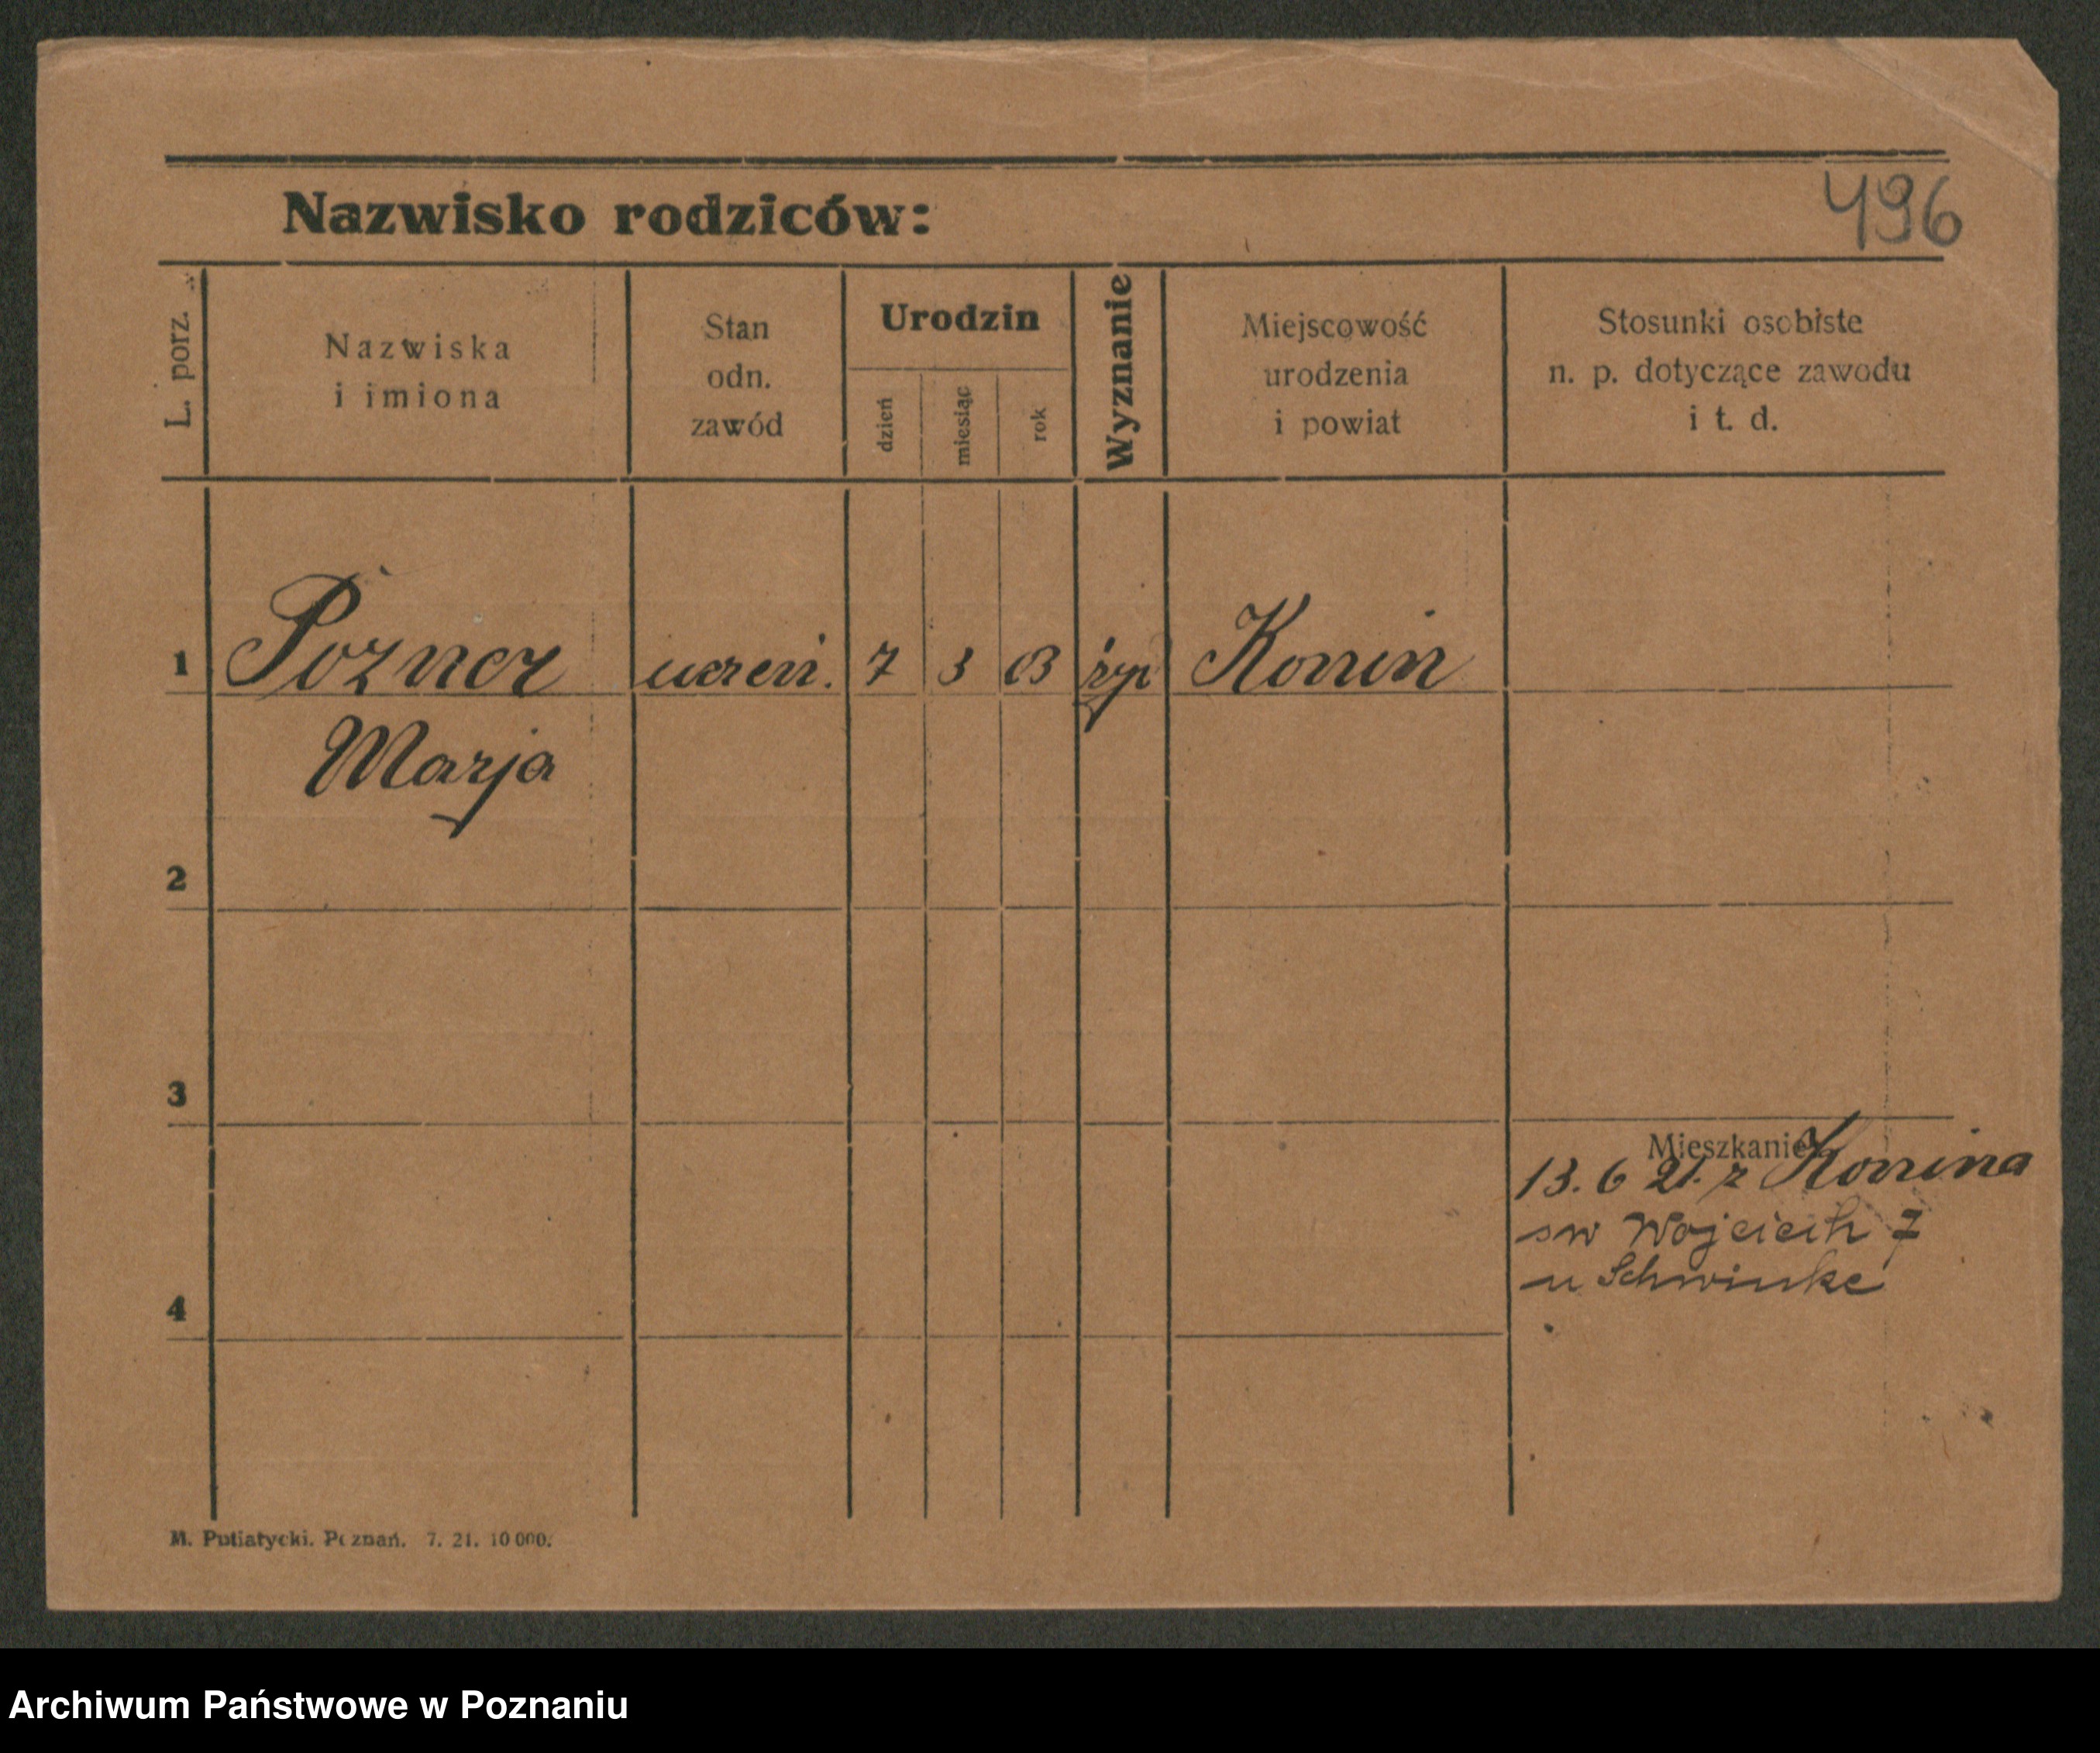 496
Nazwisko rodziców:
L. porz.
Nazwiska
i imiona
Stan
odn.
zawód
Urodzin
dzień
miesiąc
rok
Wyznanie
Miejscowość
urodzenia
i powiat
Stosunki osobiste
n. p. dotyczące zawodu
i t. d.
1 Pozner uczeń. 7 3 03 żyd Konin
Marja
2
3
Mieszkanie
13. 6 21. z Konina
sw Wojciech 7
u
4
M. Putiatycki. Poznań. 7. 21. 10 000.
Archiwum Państwowe w Poznaniu